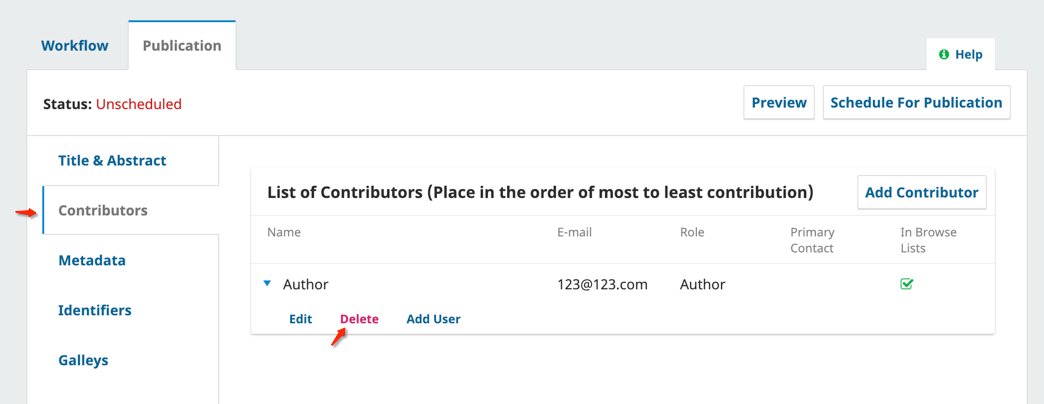 Workflow
Publication
Help
Status: Unscheduled
Preview
Schedule For Publication
Title & Abstract
Contributors
Metadata
Identifiers
Galleys
List of Contributors (Place in the order of most to least contribution)
Add Contributor
Name
E-mail
Role
Primary
Contact
In Browse
Lists
Author
123@123.com
Author
Edit
Delete
Add User